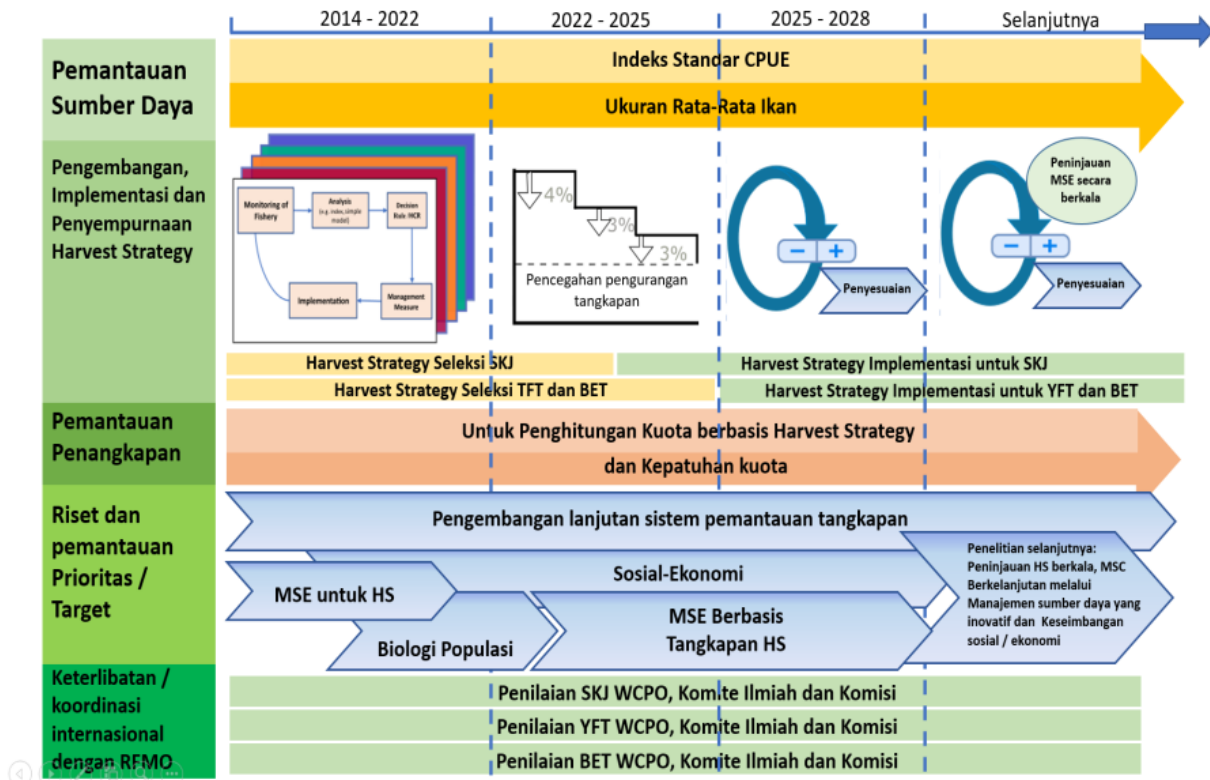 2014 - 2022
2022 - 2025
2025 - 2028
Selanjutnya
Pemantauan
Sumber Daya
Indeks Standar CPUE
Ukuran Rata-Rata Ikan
Pengembangan,
Implementasi dan
Penyempurnaan
Harvest Strategy
Monitoring of
Fishery
Analysis
(e.g. index, simple
model)
Decision
Rule: HCR
Implementation
Management
Measure
4%
3%
3%
Pencegahan pengurangan
tangkapan
− +
Penyesuaian
Peninjauan
MSE secara
berkala
− +
Penyesuaian
Harvest Strategy Seleksi SKJ
Harvest Strategy Implementasi untuk SKJ
Harvest Strategy Seleksi TFT dan BET
Harvest Strategy Implementasi untuk YFT dan BET
Pemantauan
Penangkapan
Untuk Penghitungan Kuota berbasis Harvest Strategy
dan Kepatuhan kuota
Riset dan
pemantauan
Prioritas /
Target
Pengembangan lanjutan sistem pemantauan tangkapan
Sosial-Ekonomi
MSE untuk HS
Biologi Populasi
MSE Berbasis
Tangkapan HS
Penelitian selanjutnya:
Peninjauan HS berkala, MSC
Berkelanjutan melalui
Manajemen sumber daya yang
inovatif dan Keseimbangan
sosial / ekonomi
Keterlibatan /
koordinasi
internasional
dengan RFMO
Penilaian SKJ WCPO, Komite Ilmiah dan Komisi
Penilaian YFT WCPO, Komite Ilmiah dan Komisi
Penilaian BET WCPO, Komite Ilmiah dan Komisi